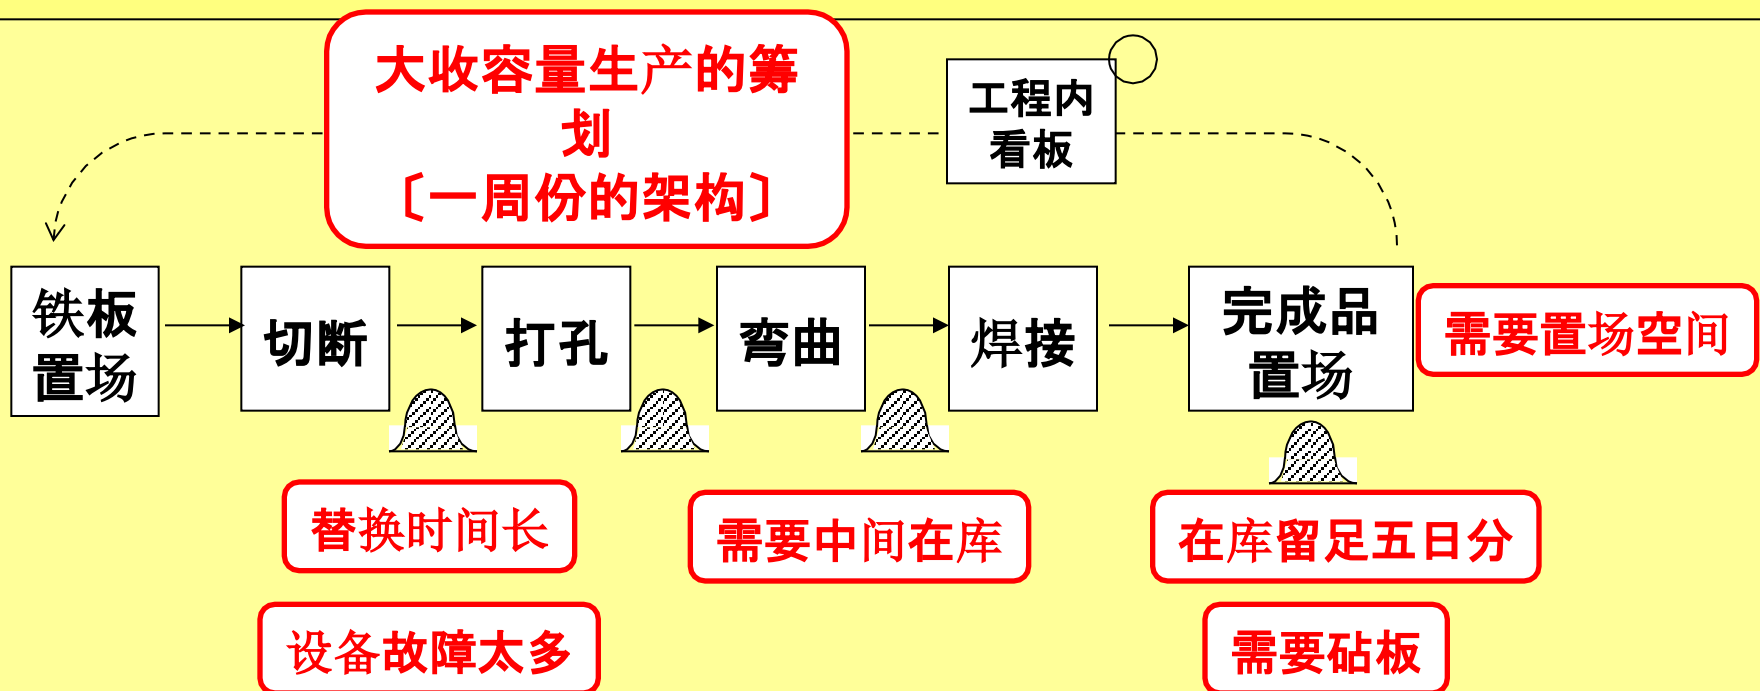 大收容量生产的筹
划
〔一周份的架构〕
工程内
看板
铁板
置场
切断
打孔
弯曲
焊接
完成品
置场
需要置场空间
替换时间长
需要中间在库
在库留足五日分
设备故障太多
需要砧板